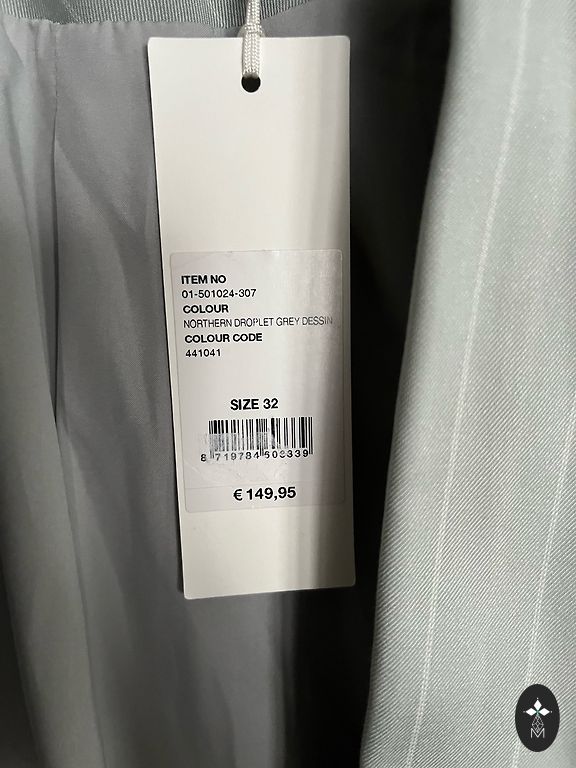 ITEM NO
01-501024-307
COLOUR
NORTHERN DROPLET GREY DESSIN
COLOUR CODE
441041
SIZE 32
8 719784 603339
€ 149,95
M